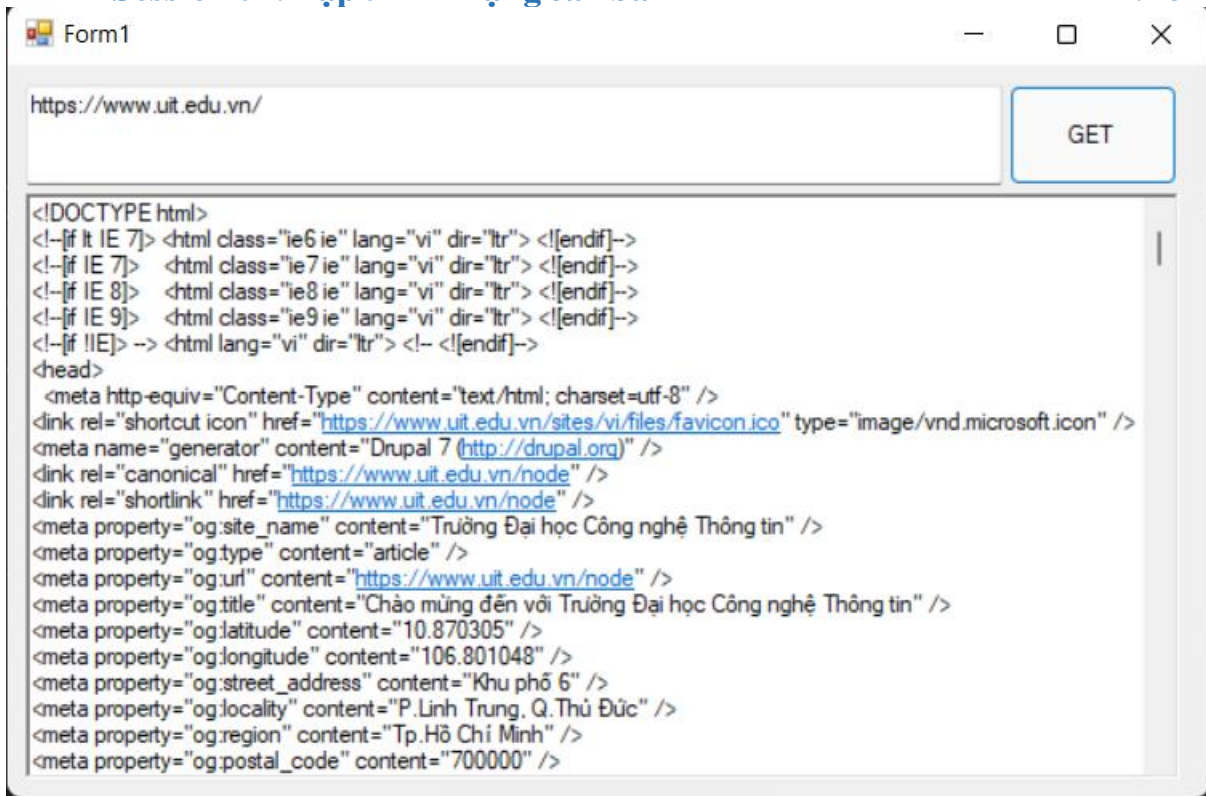 Form1
https://www.uit.edu.vn/
GET
<!DOCTYPE html>
<!--[if lt IE 7]> <html class="ie6 ie" lang="vi" dir="ltr"> <![endif]-->
<!--[if IE 7]>    <html class="ie7 ie" lang="vi" dir="ltr"> <![endif]-->
<!--[if IE 8]>    <html class="ie8 ie" lang="vi" dir="ltr"> <![endif]-->
<!--[if IE 9]>    <html class="ie9 ie" lang="vi" dir="ltr"> <![endif]-->
<!--[if !IE]> --> <html lang="vi" dir="ltr"> <!-- <![endif]-->
<head>
  <meta http-equiv="Content-Type" content="text/html; charset=utf-8" />
<link rel="shortcut icon" href="https://www.uit.edu.vn/sites/vi/files/favicon.ico" type="image/vnd.microsoft.icon" />
<meta name="generator" content="Drupal 7 (http://drupal.org)" />
<link rel="canonical" href="https://www.uit.edu.vn/node" />
<link rel="shortlink" href="https://www.uit.edu.vn/node" />
<meta property="og:site_name" content="Trường Đại học Công nghệ Thông tin" />
<meta property="og:type" content="article" />
<meta property="og:url" content="https://www.uit.edu.vn/node" />
<meta property="og:title" content="Chào mừng đến với Trường Đại học Công nghệ Thông tin" />
<meta property="og:latitude" content="10.870305" />
<meta property="og:longitude" content="106.801048" />
<meta property="og:street_address" content="Khu phố 6" />
<meta property="og:locality" content="P.Linh Trung, Q.Thủ Đức" />
<meta property="og:region" content="Tp.Hồ Chí Minh" />
<meta property="og:postal_code" content="700000" />